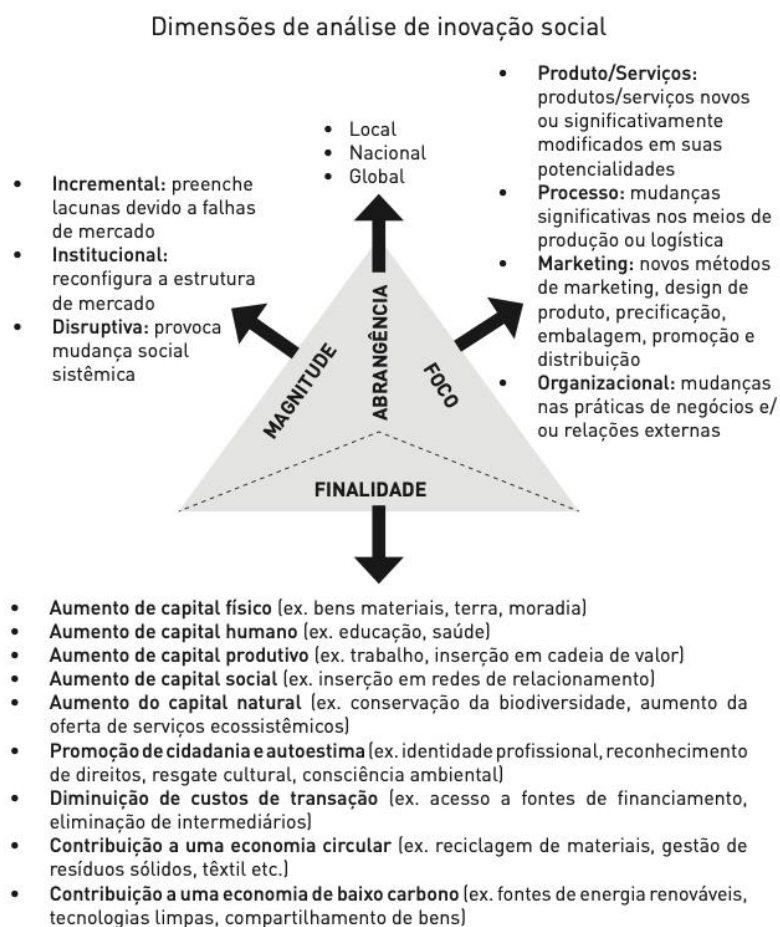 Dimensões de análise de inovação social
• Local
• Nacional
• Global
• Incremental: preenche
lacunas devido a falhas
de mercado
• Institucional:
reconfigura a estrutura
de mercado
• Disruptiva: provoca
mudança social
sistêmica
• Produto/Serviços:
produtos/serviços novos
ou significativamente
modificados em suas
potencialidades
• Processo: mudanças
significativas nos meios de
produção ou logística
• Marketing: novos métodos
de marketing, design de
produto, precificação,
embalagem, promoção e
distribuição
• Organizacional: mudanças
nas práticas de negócios e/
ou relações externas
MAGNITUDE
ABRANGÊNCIA
FOCO
FINALIDADE
• Aumento de capital físico (ex. bens materiais, terra, moradia)
• Aumento de capital humano (ex. educação, saúde)
• Aumento de capital produtivo (ex. trabalho, inserção em cadeia de valor)
• Aumento de capital social (ex. inserção em redes de relacionamento)
• Aumento do capital natural (ex. conservação da biodiversidade, aumento da
oferta de serviços ecossistêmicos)
• Promoção de cidadania e autoestima (ex. identidade profissional, reconhecimento
de direitos, resgate cultural, consciência ambiental)
• Diminuição de custos de transação (ex. acesso a fontes de financiamento,
eliminação de intermediários)
• Contribuição a uma economia circular (ex. reciclagem de materiais, gestão de
resíduos sólidos, têxtil etc.)
• Contribuição a uma economia de baixo carbono (ex. fontes de energia renováveis,
tecnologias limpas, compartilhamento de bens)